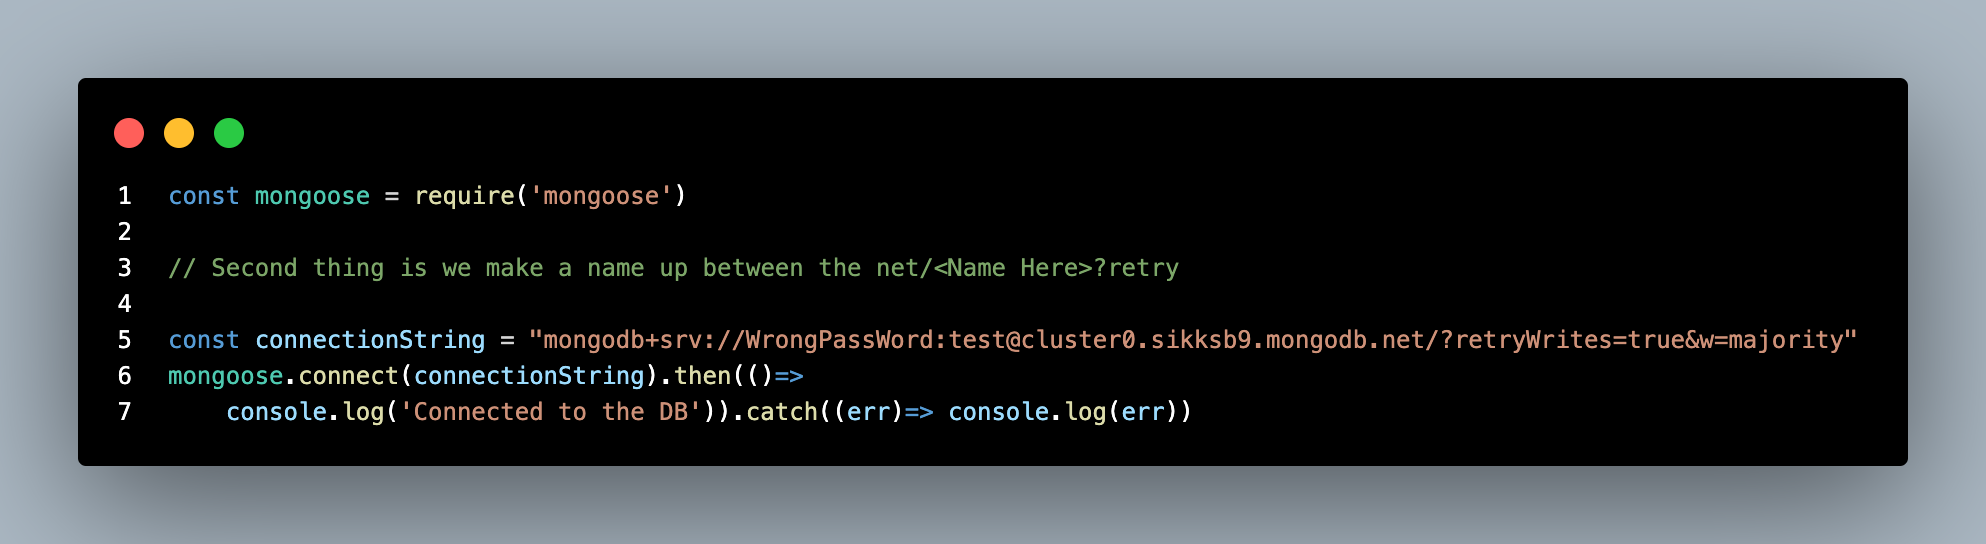 1 const mongoose = require('mongoose')
2
3 // Second thing is we make a name up between the net/<Name Here>?retry
4
5 const connectionString = "mongodb+srv://WrongPassWord:test@cluster0.sikksb9.mongodb.net/?retryWrites=true&w=majority"
6 mongoose.connect(connectionString).then(()=>
7     console.log('Connected to the DB')).catch((err)=> console.log(err))